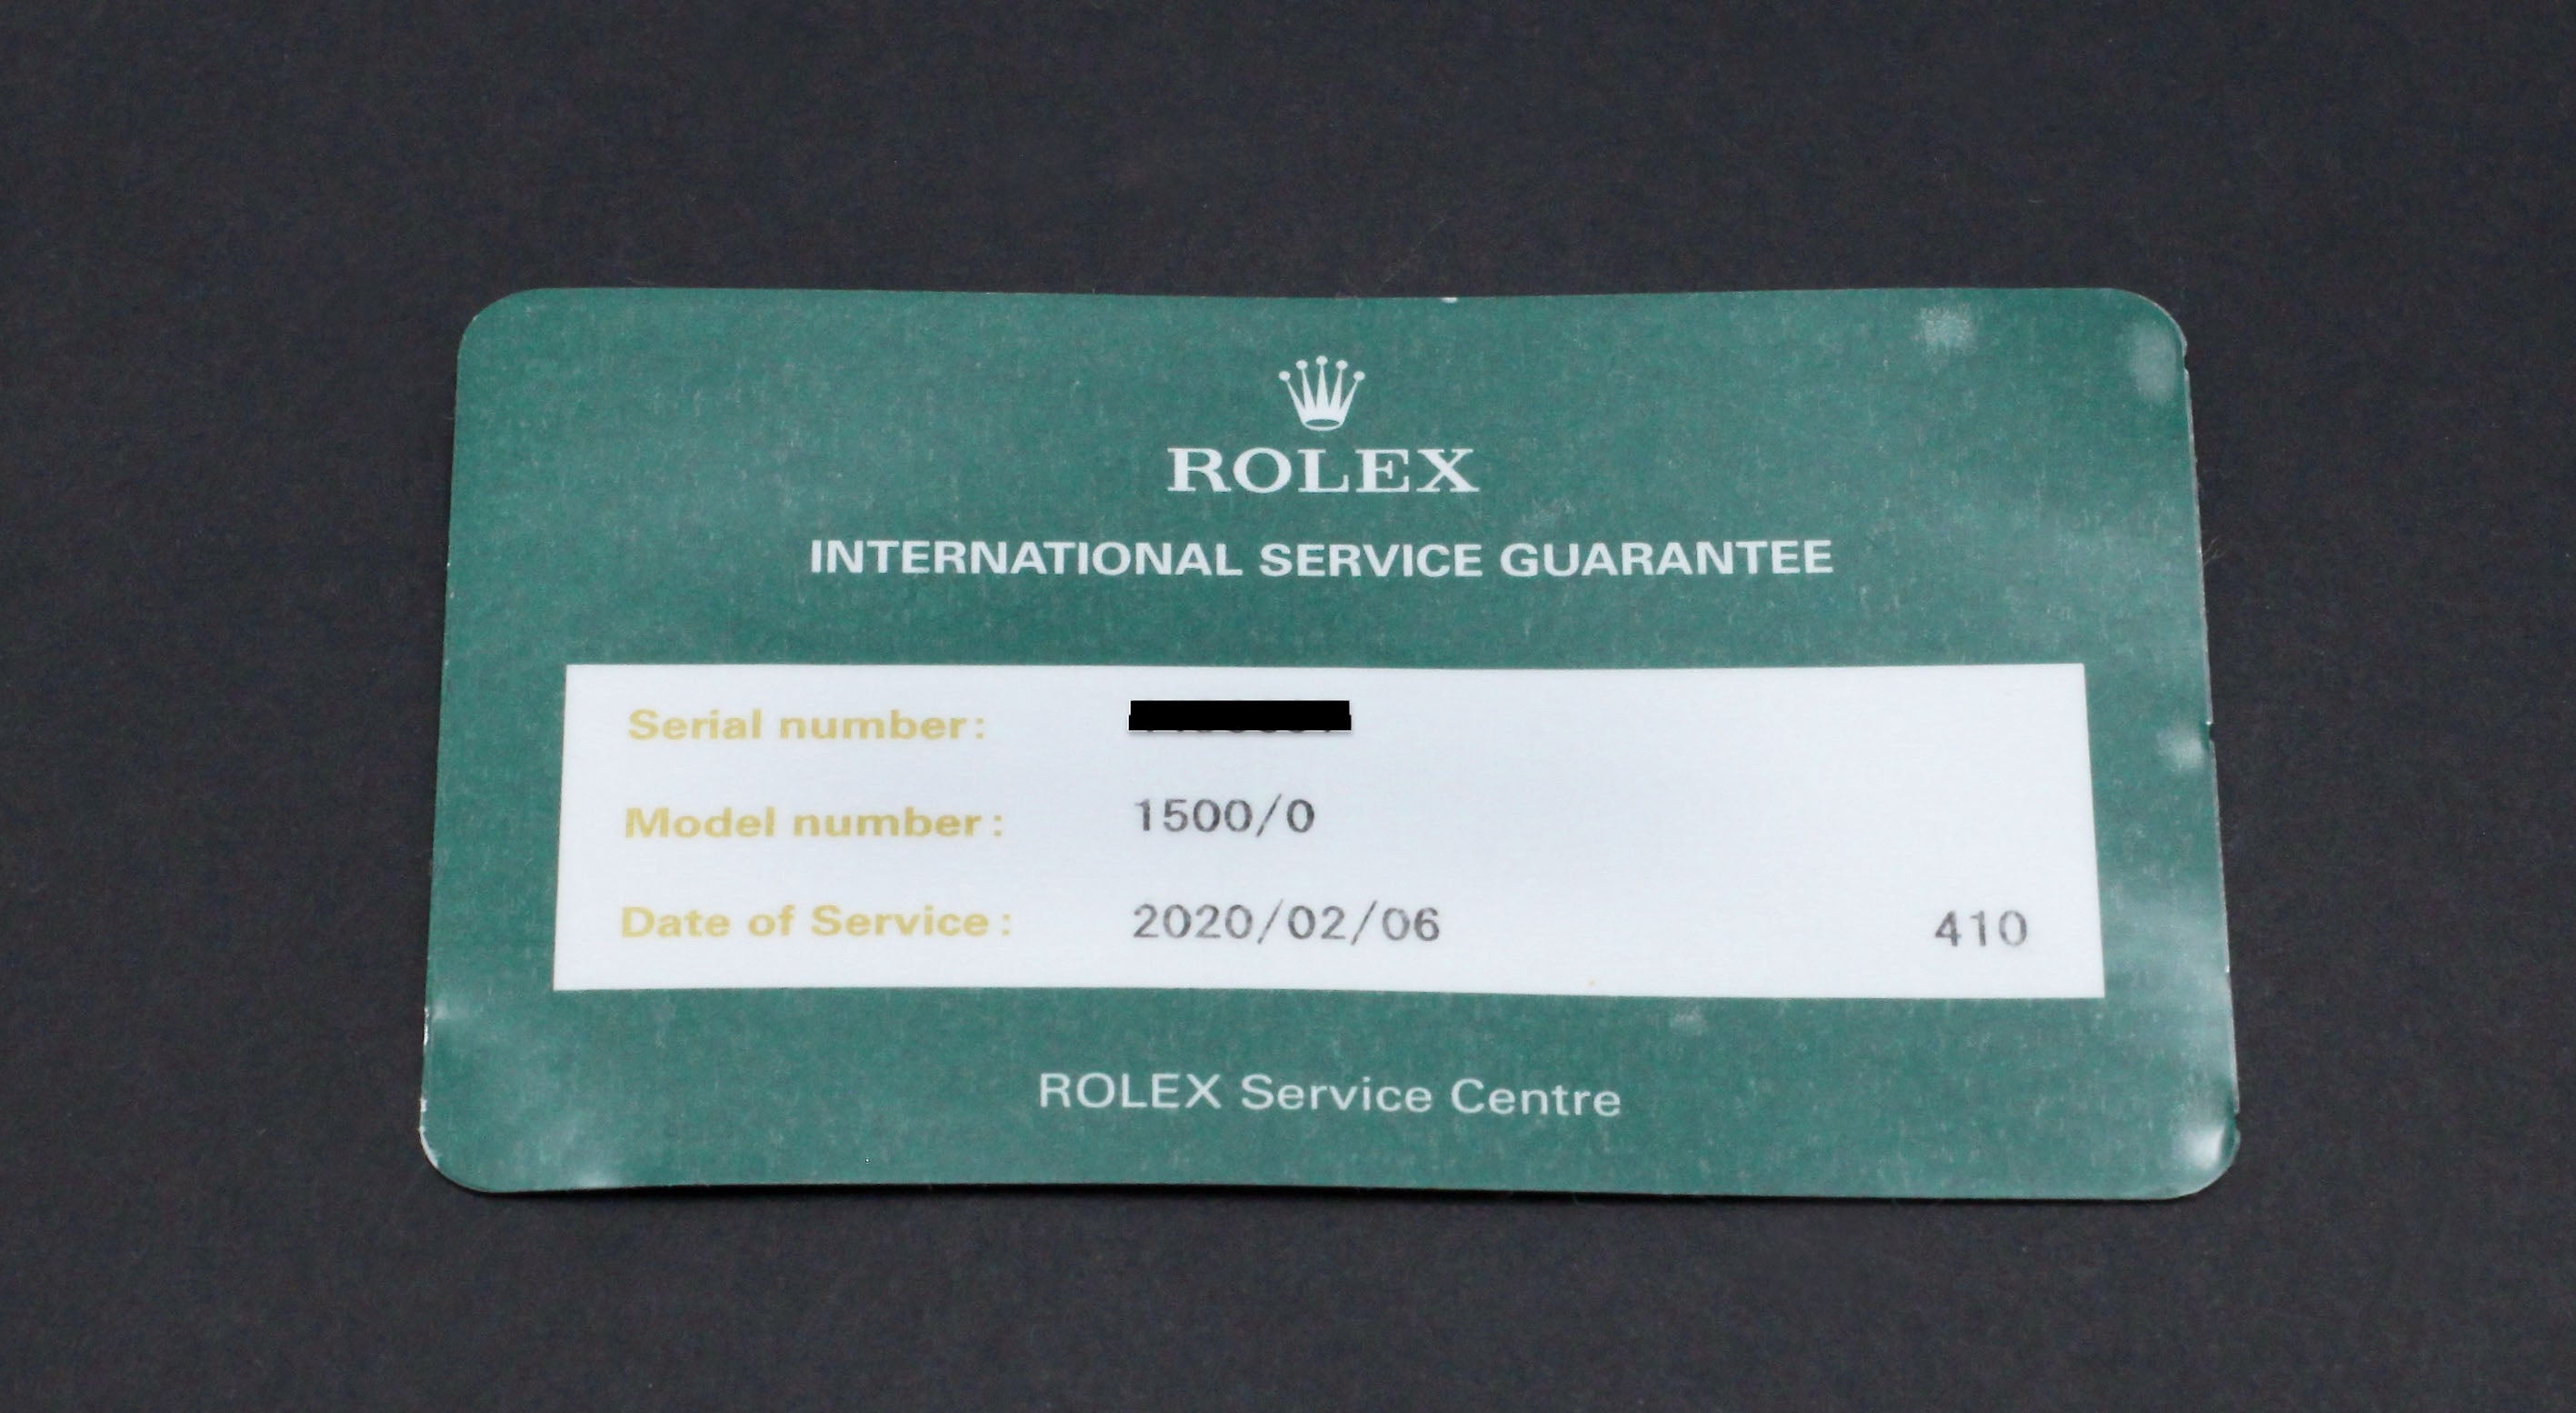 ROLEX
INTERNATIONAL SERVICE GUARANTEE
Serial number:
Model number: 1500/0
Date of Service: 2020/02/06 410
ROLEX Service Centre